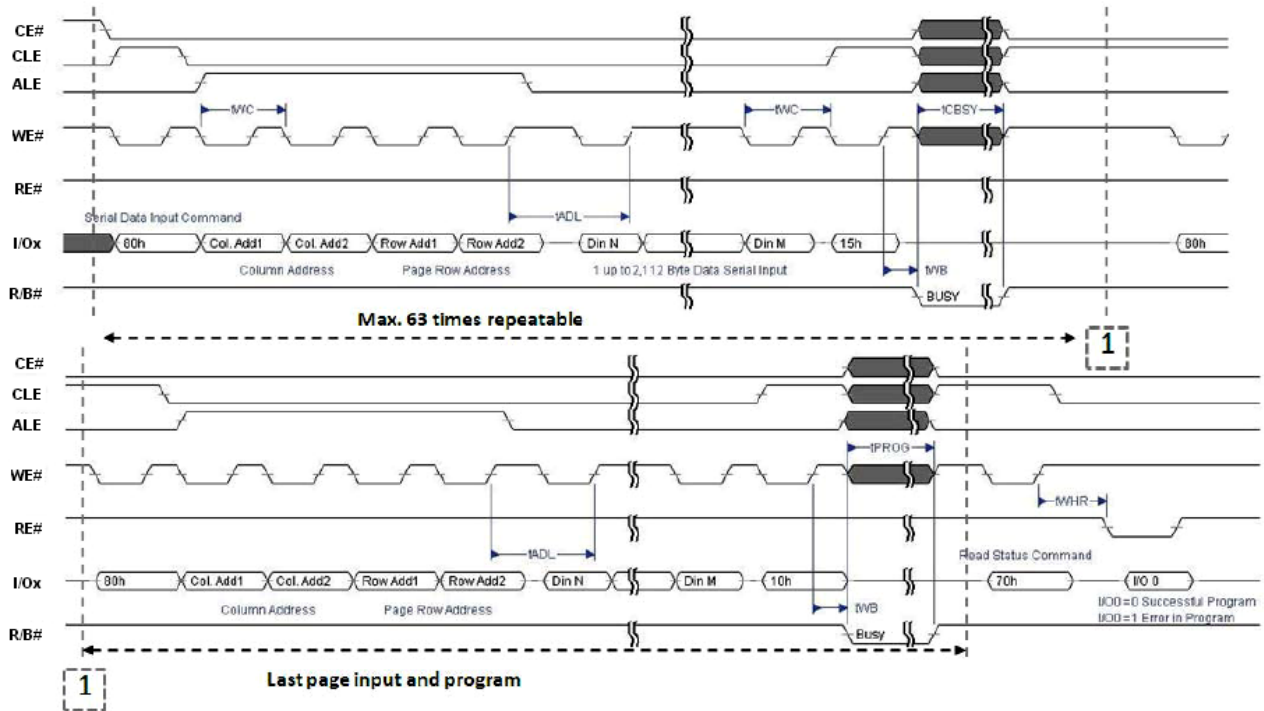 CE#
CLE
ALE
tWC tWC tCBSY
WE#
RE#
Serial Data Input Command tADL
I/Ox 80h Col. Add1 Col. Add2 Row Add1 Row Add2 Din N Din M 15h 80h
Column Address Page Row Address 1 up to 2,112 Byte Data Serial Input tWB
R/B# BUSY
Max. 63 times repeatable 1
CE#
CLE
ALE
tPROG
WE#
tWHR
RE#
tADL Read Status Command
I/Ox 80h Col. Add1 Col. Add2 Row Add1 Row Add2 Din N Din M 10h 70h I/O 0
Column Address Page Row Address tWB I/O0=0 Successful Program
I/O0=1 Error in Program
R/B# Busy
1 Last page input and program